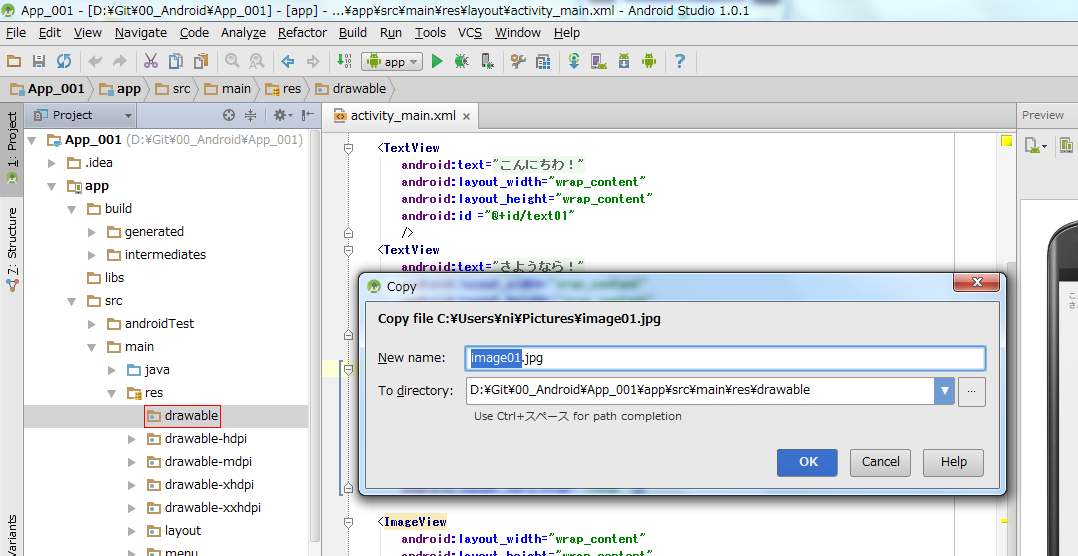 App_001 - [D:¥Git¥00_Android¥App_001] - [app] - ...¥app¥src¥main¥res¥layout¥activity_main.xml - Android Studio 1.0.1
File Edit View Navigate Code Analyze Refactor Build Run Tools VCS Window Help
app
App_001 app src main res drawable
Project
activity_main.xml
Preview
1: Project
7: Structure
App_001 (D:¥Git¥00_Android¥App_001)
.idea
app
build
generated
intermediates
libs
src
androidTest
main
java
res
drawable
drawable-hdpi
drawable-mdpi
drawable-xhdpi
drawable-xxhdpi
layout
menu
<TextView
android:text="こんにちわ！"
android:layout_width="wrap_content"
android:layout_height="wrap_content"
android:id ="@+id/text01"
/>
<TextView
android:text="さようなら！"
Copy
Copy file C:¥Users¥ni¥Pictures¥image01.jpg
New name: image01.jpg
To directory: D:¥Git¥00_Android¥App_001¥app¥src¥main¥res¥drawable
...
Use Ctrl+スペース for path completion
OK Cancel Help
<ImageView
android:layout_width="wrap_content"
android:layout_height="wrap_content"